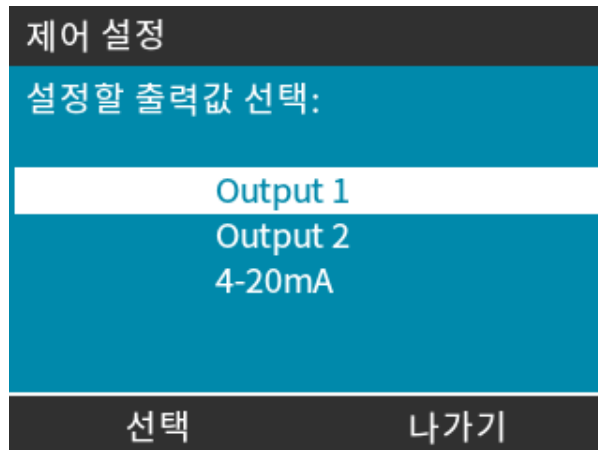 제어 설정
설정할 출력값 선택:
Output 1
Output 2
4-20mA
선택 나가기